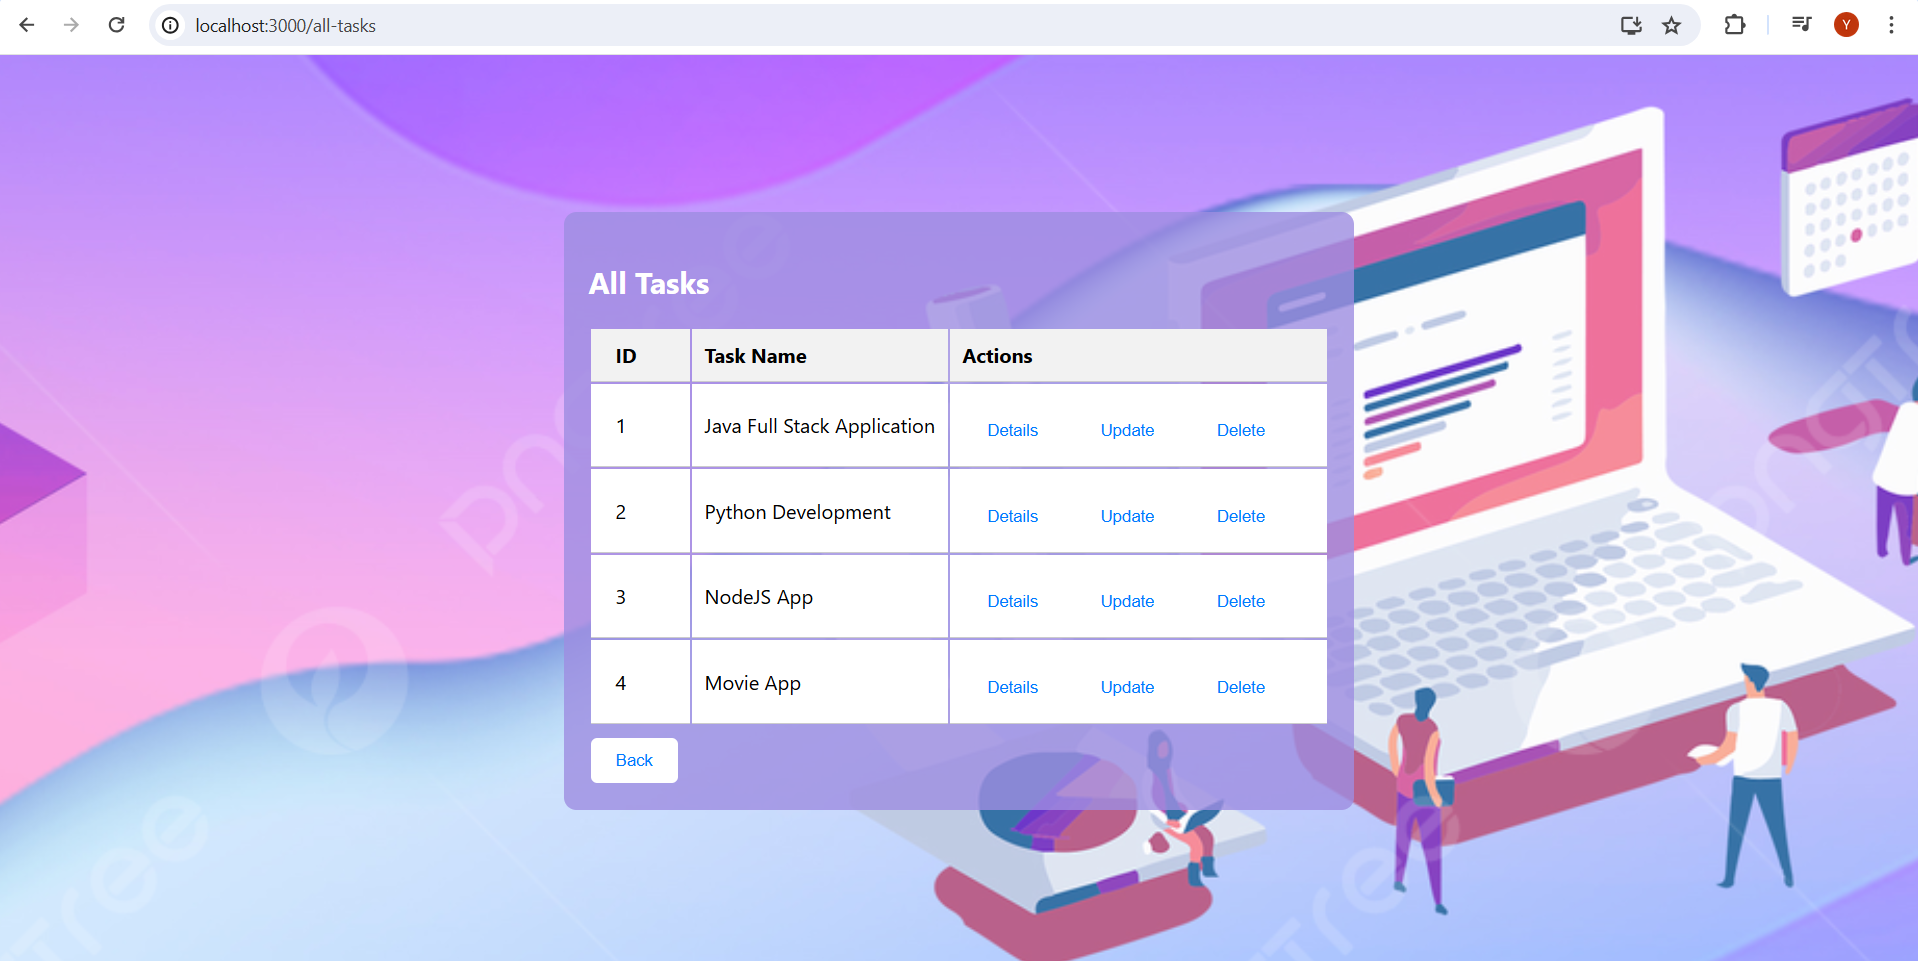 localhost:3000/all-tasks
Y
All Tasks
ID Task Name Actions
1 Java Full Stack Application Details Update Delete
2 Python Development Details Update Delete
3 NodeJS App Details Update Delete
4 Movie App Details Update Delete
Back